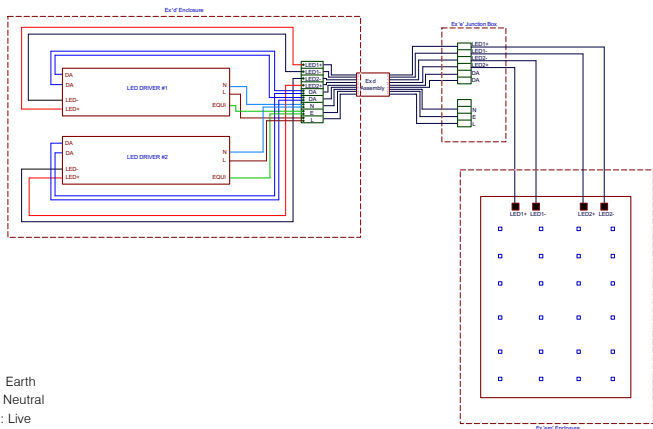 Ex 'd' Enclosure
DA
DA
LED-
LED+
LED DRIVER #1
N
L
EQUI
DA
DA
LED-
LED+
LED DRIVER #2
N
L
EQUI
LED1+
LED1-
LED2-
LED2+
DA
DA
N
E
L
Ex d
Assembly
Ex 'e' Junction Box
LED1+
LED1-
LED2-
LED2+
DA
DA
N
E
L
LED1+ LED1- LED2+ LED2-
Earth
Neutral
: Live
Ex 'em' Enclosure